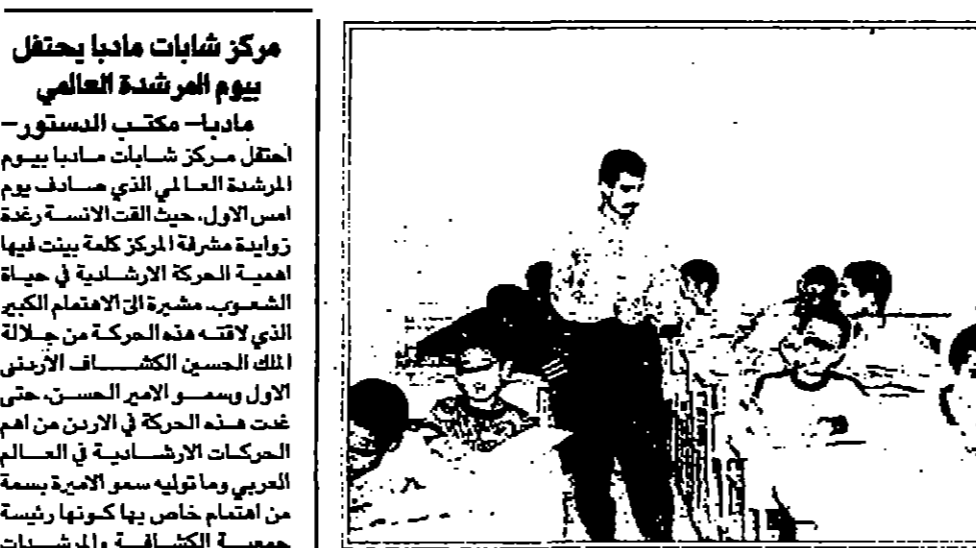 مركز شابات مادبا يحتفل
بيوم المرشدة العالمي
مادبا- مكتب الدستور-
احتفل مركز شابات مادبا بيوم
المرشدة العالمي الذي صادف يوم
امس الاول، حيث القت الانسة رغدة
زوايدة مشرفة المركز كلمة بينت فيها
اهمية الحركة الارشادية في حياة
الشعوب، مشيرة الى الاهتمام الكبير
الذي لاقته هذه الحركة من جلالة
الملك الحسين الكشاف الأردني
الاول وسمو الامير الحسن، حتى
غدت هذه الحركة في الاردن من اهم
الحركات الارشادية في العالم
العربي وما توليه سمو الاميرة بسمة
من اهتمام خاص بها كونها رئيسة
جمعية الكشافة والمرشدات